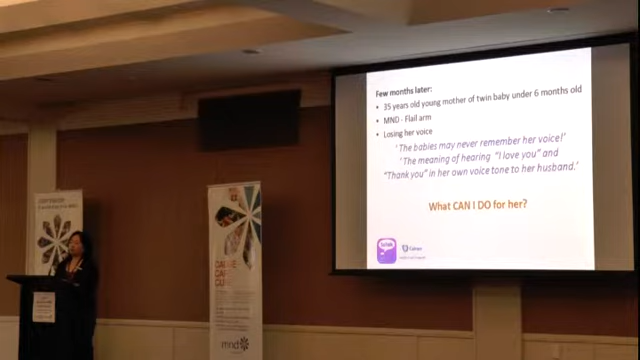 Few months later:
• 35 years old young mother of twin baby under 6 months old
• MND - Flail arm
• Losing her voice
‘The babies may never remember her voice!’
‘The meaning of hearing “I love you” and
“Thank you” in her own voice tone to her husband.’
What CAN I DO for her?
mnd